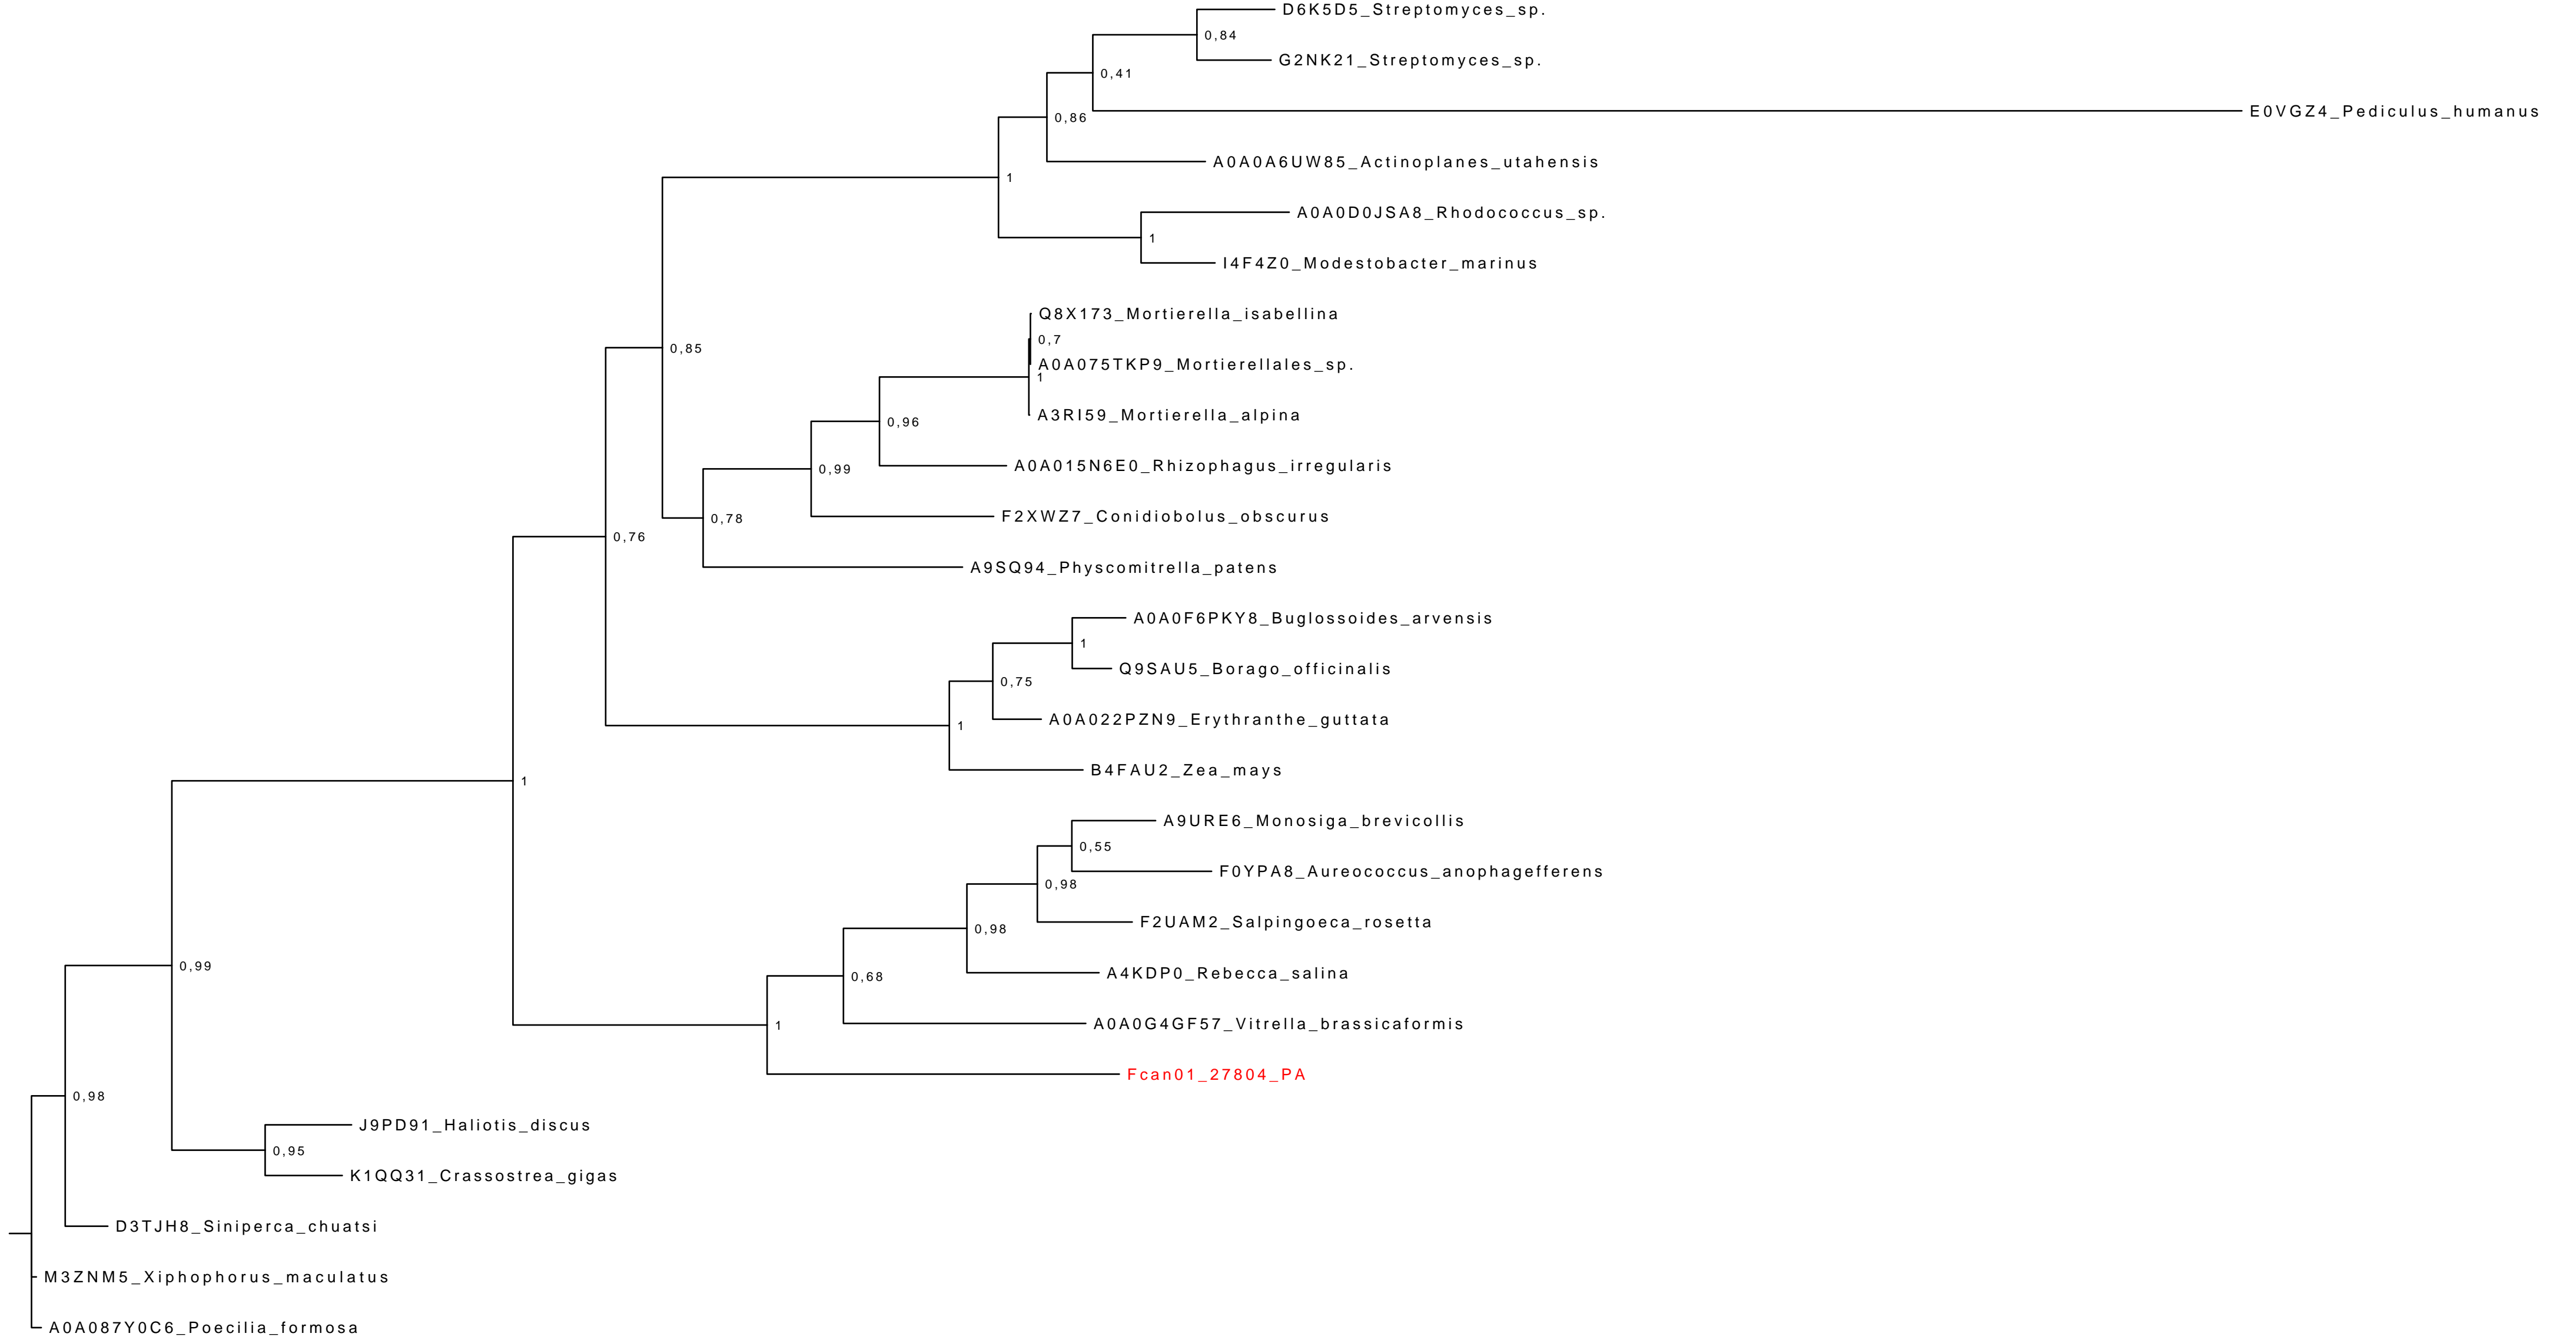 D6K5D5_Streptomyces_sp.
0,84
G2NK21_Streptomyces_sp.
0,41
E0VGZ4_Pediculus_humanus
0,86
A0A0A6UW85_Actinoplanes_utahensis
1
A0A0D0JSA8_Rhodococcus_sp.
1
I4F4Z0_Modestobacter_marinus
Q8X173_Mortierella_isabellina
0,7
0,85
A0A075TKP9_Mortierellales_sp.
1
A3RI59_Mortierella_alpina
0,96
A0A015N6E0_Rhizophagus_irregularis
0,99
F2XWZ7_Conidiobolus_obscurus
0,78
0,76
A9SQ94_Physcomitrella_patens
A0A0F6PKY8_Buglossoides_arvensis
1
Q9SAU5_Borago_officinalis
0,75
A0A022PZN9_Erythranthe_guttata
1
B4FAU2_Zea_mays
1
A9URE6_Monosiga_brevicollis
0,55
F0YPA8_Aureococcus_anophagefferens
0,98
F2UAM2_Salpingoeca_rosetta
0,98
0,99
A4KDP0_Rebecca_salina
0,68
A0A0G4GF57_Vitrella_brassicaformis
1
Fcan01_27804_PA
0,98
J9PD91_Haliotis_discus
0,95
K1QQ31_Crassostrea_gigas
D3TJH8_Siniperca_chuatsi
M3ZNM5_Xiphophorus_maculatus
A0A087Y0C6_Poecilia_formosa